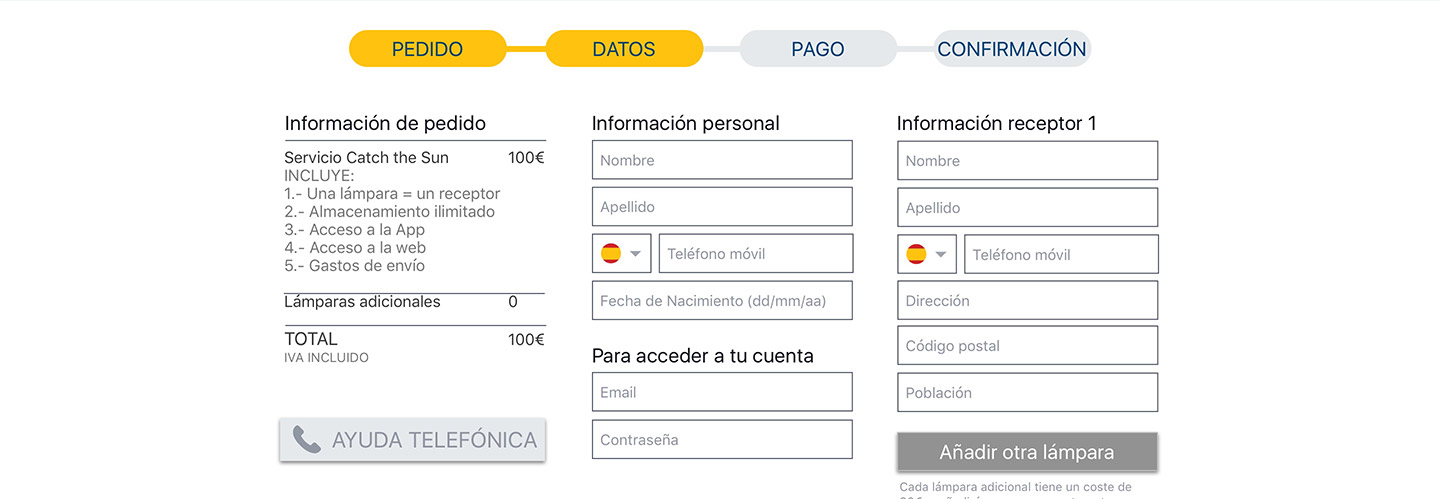 PEDIDO
DATOS
PAGO
CONFIRMACIÓN
Información de pedido
Servicio Catch the Sun 100€
INCLUYE:
1.- Una lámpara = un receptor
2.- Almacenamiento ilimitado
3.- Acceso a la App
4.- Acceso a la web
5.- Gastos de envío
Lámparas adicionales 0
TOTAL 100€
IVA INCLUIDO
AYUDA TELEFÓNICA
Información personal
Nombre
Apellido
Teléfono móvil
Fecha de Nacimiento (dd/mm/aa)
Para acceder a tu cuenta
Email
Contraseña
Información receptor 1
Nombre
Apellido
Teléfono móvil
Dirección
Código postal
Población
Añadir otra lámpara
Cada lámpara adicional tiene un coste de